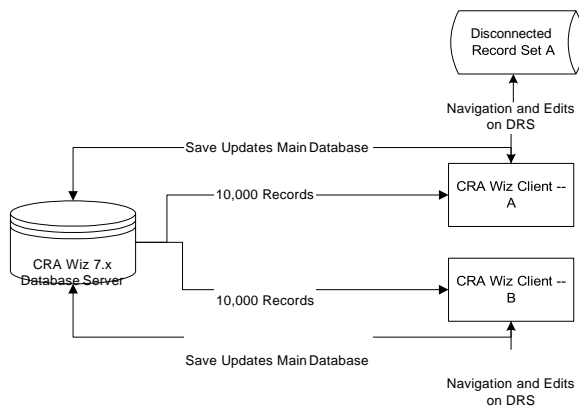 Disconnected
Record Set A
Navigation and Edits
on DRS
Save Updates Main Database
10,000 Records
CRA Wiz Client --
A
CRA Wiz 7.x
Database Server
CRA Wiz Client --
B
10,000 Records
Save Updates Main Database
Navigation and Edits
on DRS